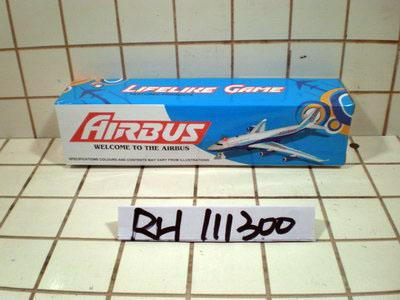 LIFELIKE GAME
AIRBUS
WELCOME TO THE AIRBUS
SPECIFICATIONS COLOURS AND CONTENTS MAY VARY FROM ILLUSTRATIONS
RH 111300